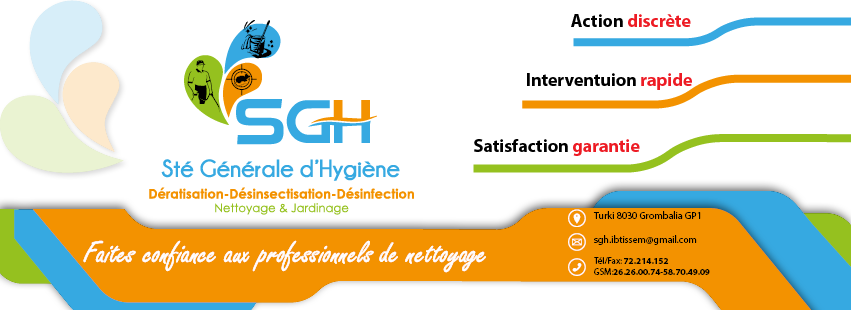 SGH
Sté Générale d'Hygiène
Dératisation-Désinsectisation-Désinfection
Nettoyage & Jardinage
Action discrète
Interventuion rapide
Satisfaction garantie
Faites confiance aux professionnels de nettoyage
Turki 8030 Grombalia GP1
sgh.ibtissem@gmail.com
Tél/Fax: 72.214.152
GSM:26.26.00.74-58.70.49.09